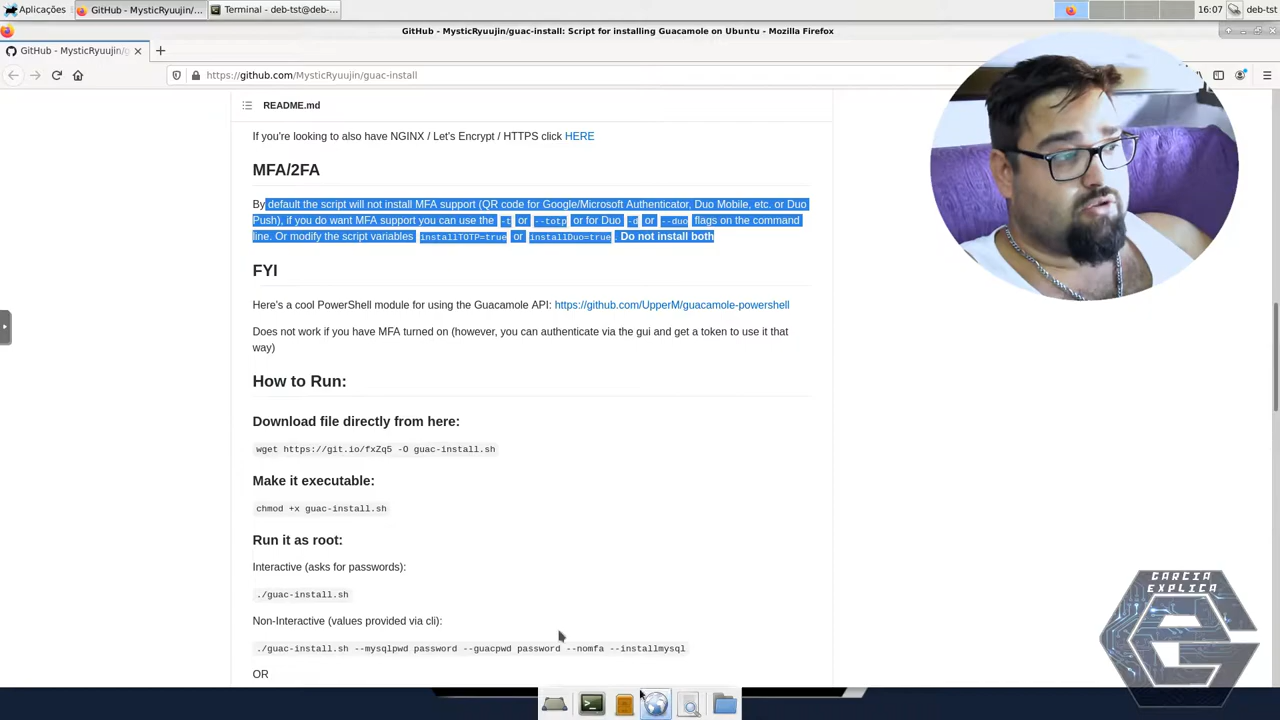 Aplicações
GitHub - MysticRyuujin/...
Terminal - deb-tst@deb-...
16:07
deb-tst
GitHub - MysticRyuujin/guac-install: Script for installing Guacamole on Ubuntu - Mozilla Firefox
GitHub - MysticRyuujin/g
https://github.com/MysticRyuujin/guac-install
README.md
If you're looking to also have NGINX / Let's Encrypt / HTTPS click HERE
MFA/2FA
By default the script will not install MFA support (QR code for Google/Microsoft Authenticator, Duo Mobile, etc. or Duo
Push), if you do want MFA support you can use the -t or --totp or for Duo -d or --duo flags on the command
line. Or modify the script variables installTOTP=true or installDuo=true . Do not install both
FYI
Here's a cool PowerShell module for using the Guacamole API: https://github.com/UpperM/guacamole-powershell
Does not work if you have MFA turned on (however, you can authenticate via the gui and get a token to use it that
way)
How to Run:
Download file directly from here:
wget https://git.io/fxZq5 -O guac-install.sh
Make it executable:
chmod +x guac-install.sh
Run it as root:
Interactive (asks for passwords):
./guac-install.sh
Non-Interactive (values provided via cli):
./guac-install.sh --mysqlpwd password --guacpwd password --nomfa --installmysql
OR
GARCIA
EXPLICA